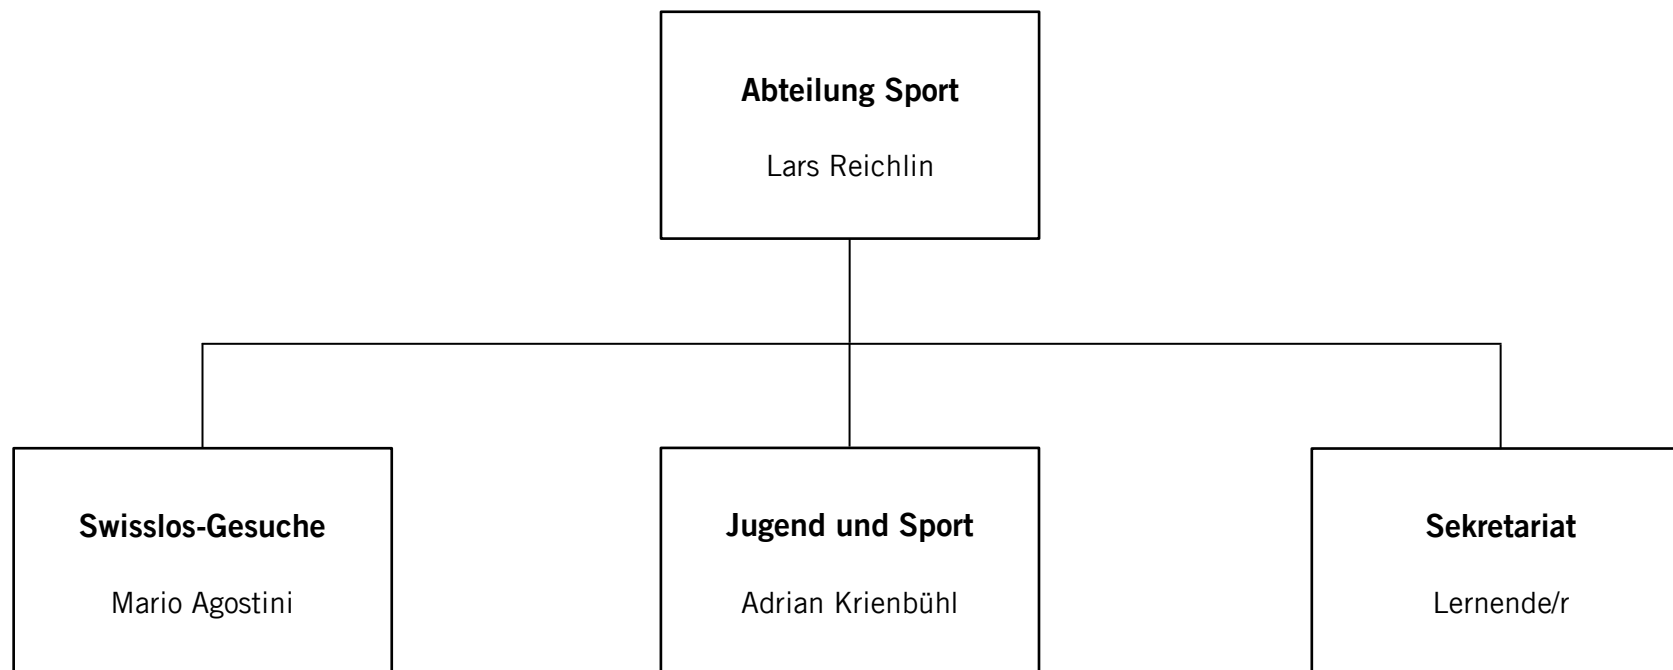 Abteilung Sport
Lars Reichlin
Swisslos-Gesuche
Mario Agostini
Jugend und Sport
Adrian Krienbühl
Sekretariat
Lernende/r